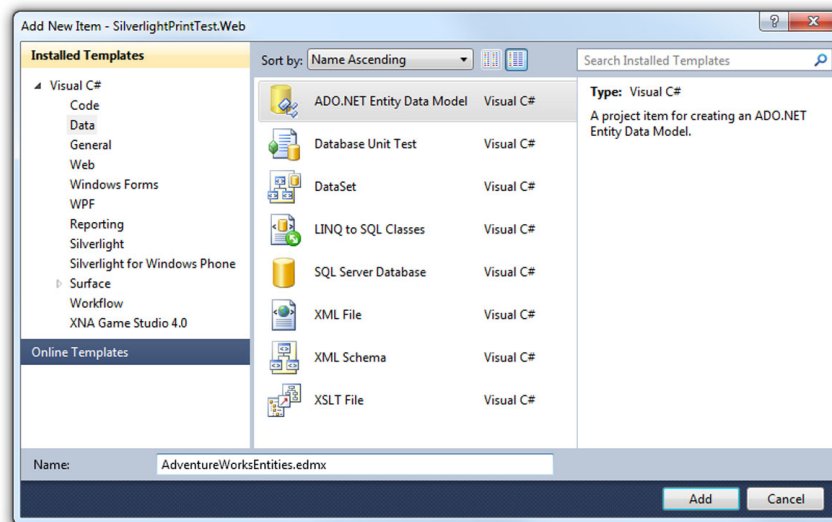 Add New Item - SilverlightPrintTest.Web
Installed Templates
Visual C#
Code
Data
General
Web
Windows Forms
WPF
Reporting
Silverlight
Silverlight for Windows Phone
Surface
Workflow
XNA Game Studio 4.0
Online Templates
Sort by: Name Ascending
ADO.NET Entity Data Model Visual C#
Database Unit Test Visual C#
DataSet Visual C#
LINQ to SQL Classes Visual C#
SQL Server Database Visual C#
XML File Visual C#
XML Schema Visual C#
XSLT File Visual C#
Search Installed Templates
Type: Visual C#
A project item for creating an ADO.NET
Entity Data Model.
Name: AdventureWorksEntities.edmx
Add Cancel